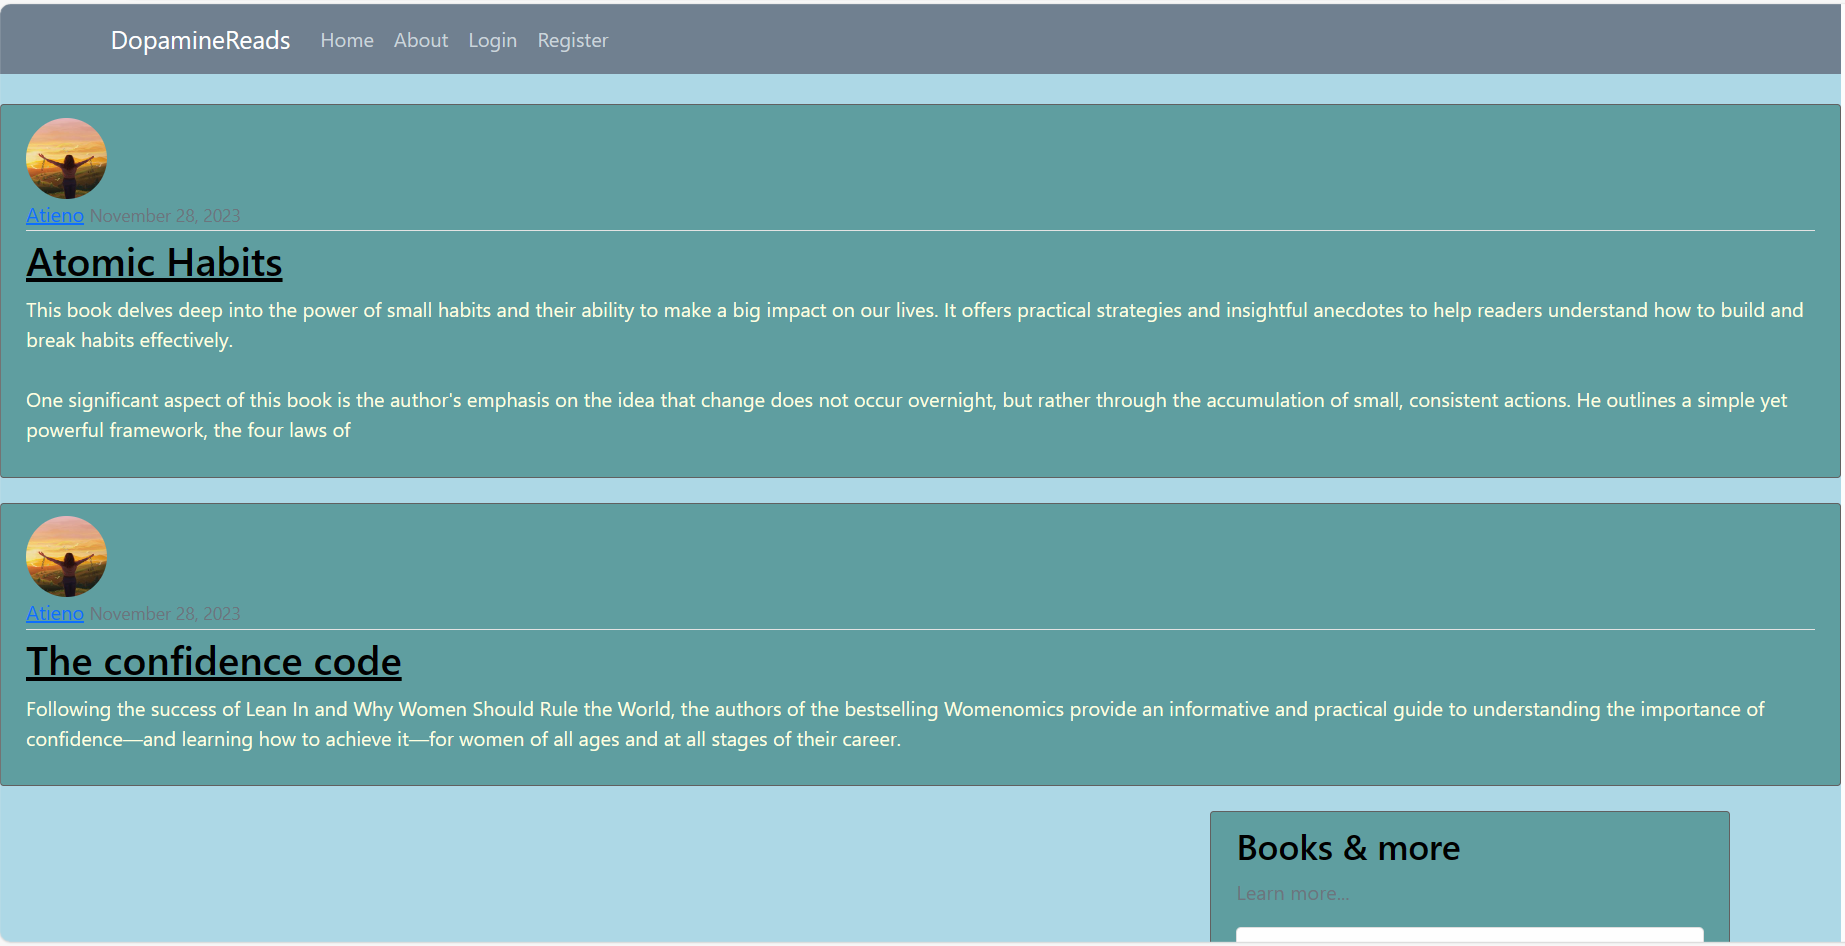 DopamineReads Home About Login Register
Atieno November 28, 2023
Atomic Habits
This book delves deep into the power of small habits and their ability to make a big impact on our lives. It offers practical strategies and insightful anecdotes to help readers understand how to build and
break habits effectively.
One significant aspect of this book is the author's emphasis on the idea that change does not occur overnight, but rather through the accumulation of small, consistent actions. He outlines a simple yet
powerful framework, the four laws of
Atieno November 28, 2023
The confidence code
Following the success of Lean In and Why Women Should Rule the World, the authors of the bestselling Womenomics provide an informative and practical guide to understanding the importance of
confidence—and learning how to achieve it—for women of all ages and at all stages of their career.
Books & more
Learn more...